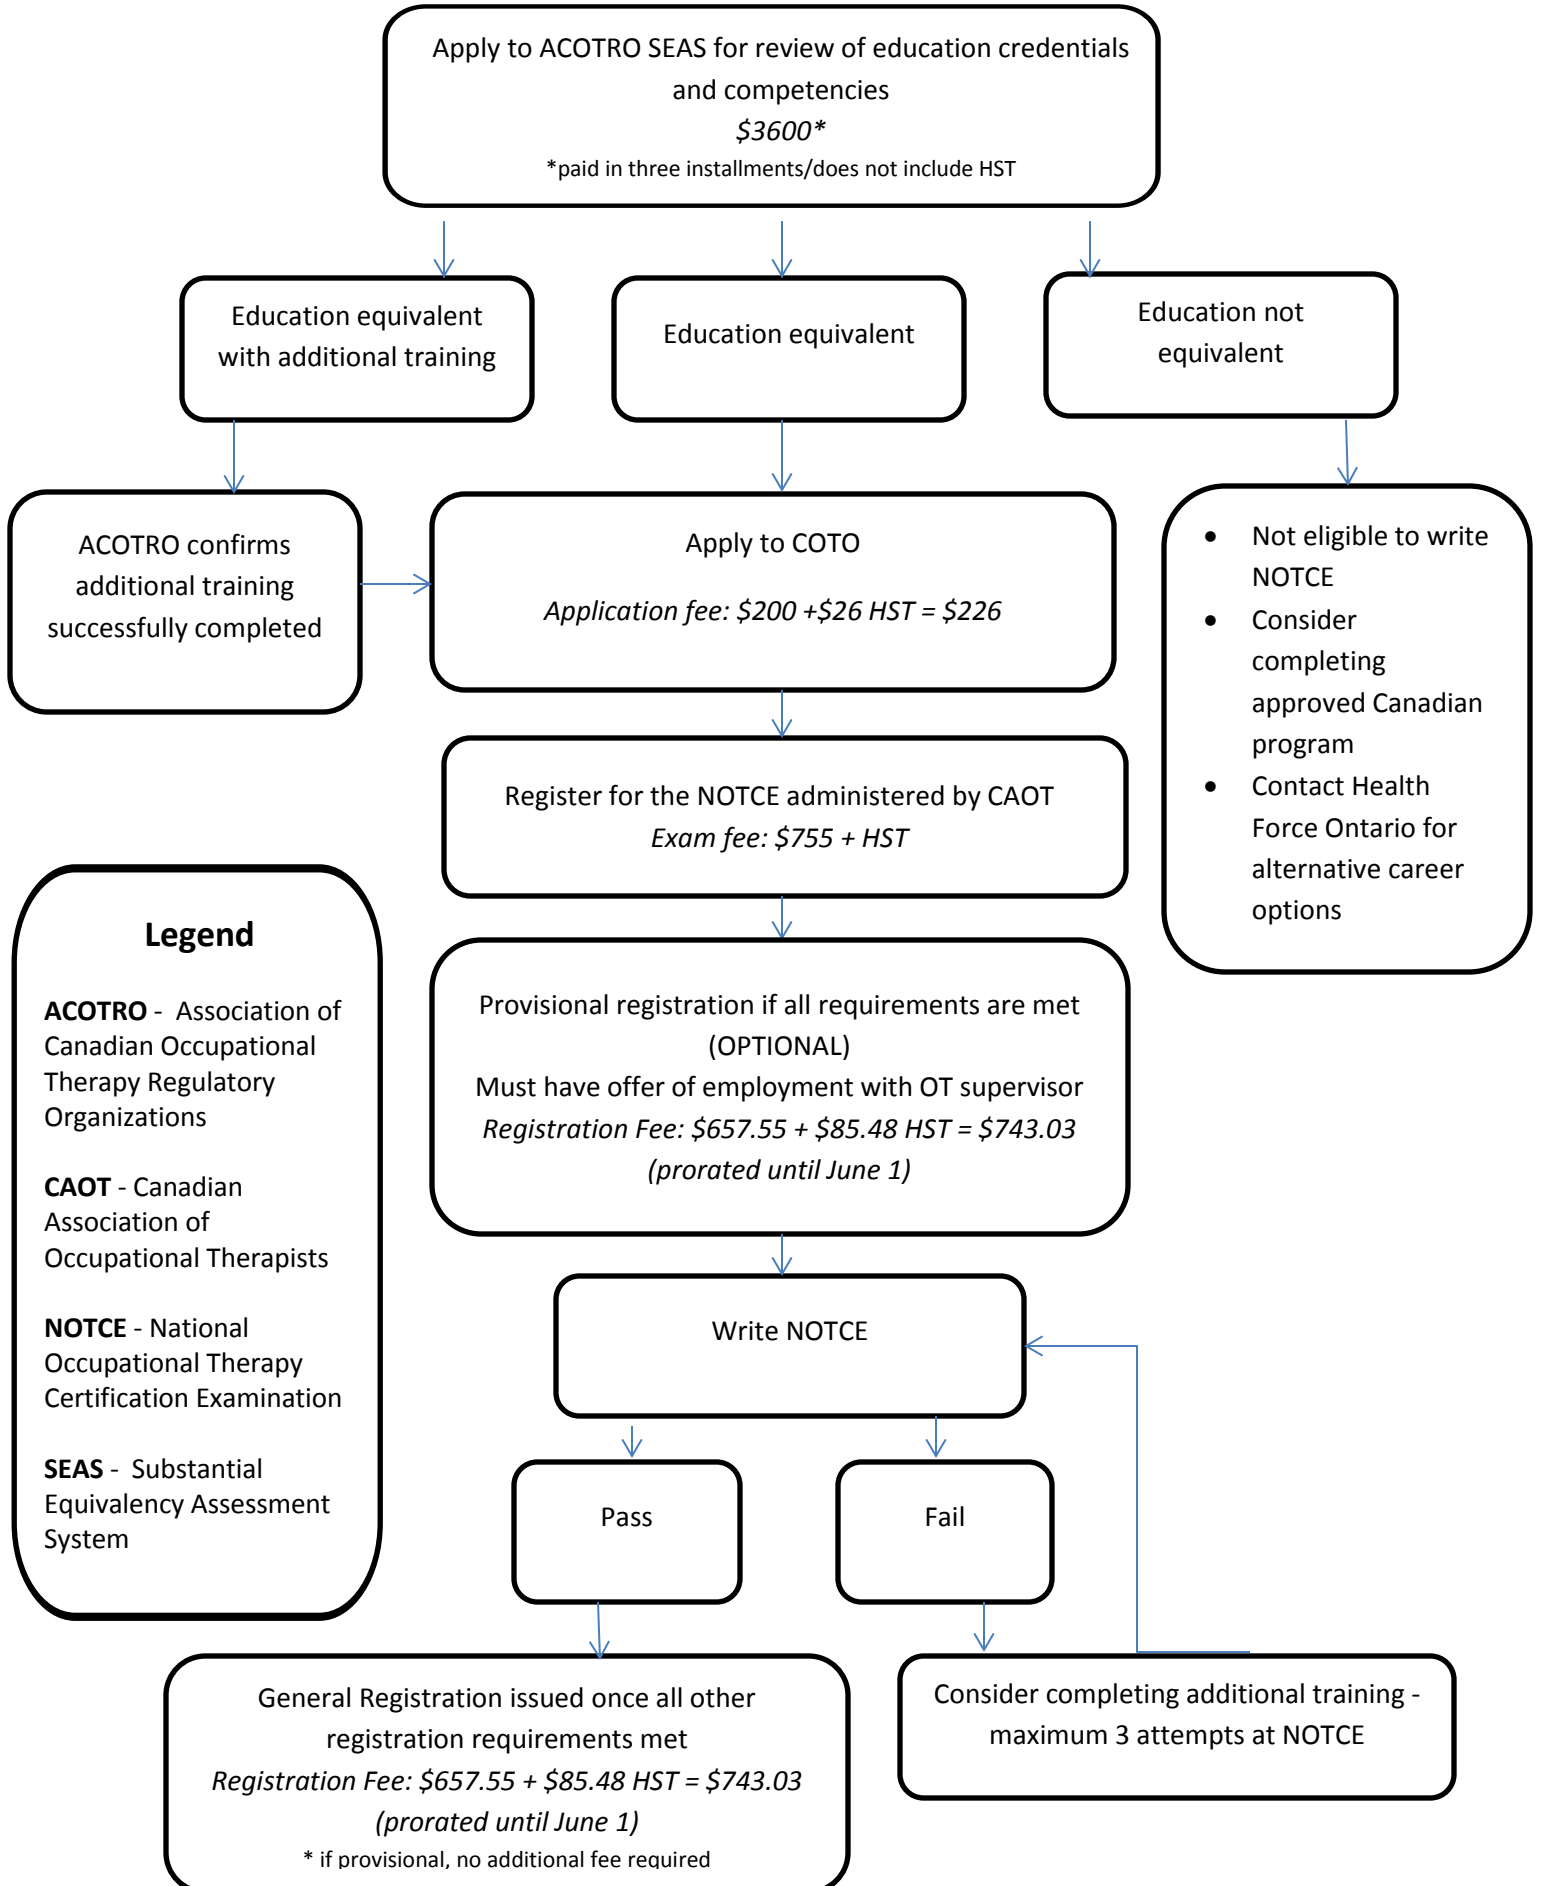 Apply to ACOTRO SEAS for review of education credentials
and competencies
$3600*
*paid in three installments/does not include HST
Education equivalent
with additional training
Education equivalent
Education not
equivalent
ACOTRO confirms
additional training
successfully completed
Apply to COTO
Application fee: $200 +$26 HST = $226
• Not eligible to write
NOTCE
• Consider
completing
approved Canadian
program
• Contact Health
Force Ontario for
alternative career
options
Register for the NOTCE administered by CAOT
Exam fee: $755 + HST
Legend
ACOTRO - Association of
Canadian Occupational
Therapy Regulatory
Organizations
CAOT - Canadian
Association of
Occupational Therapists
NOTCE - National
Occupational Therapy
Certification Examination
SEAS - Substantial
Equivalency Assessment
System
Provisional registration if all requirements are met
(OPTIONAL)
Must have offer of employment with OT supervisor
Registration Fee: $657.55 + $85.48 HST = $743.03
(prorated until June 1)
Write NOTCE
Pass
Fail
General Registration issued once all other
registration requirements met
Registration Fee: $657.55 + $85.48 HST = $743.03
(prorated until June 1)
* if provisional, no additional fee required
Consider completing additional training -
maximum 3 attempts at NOTCE